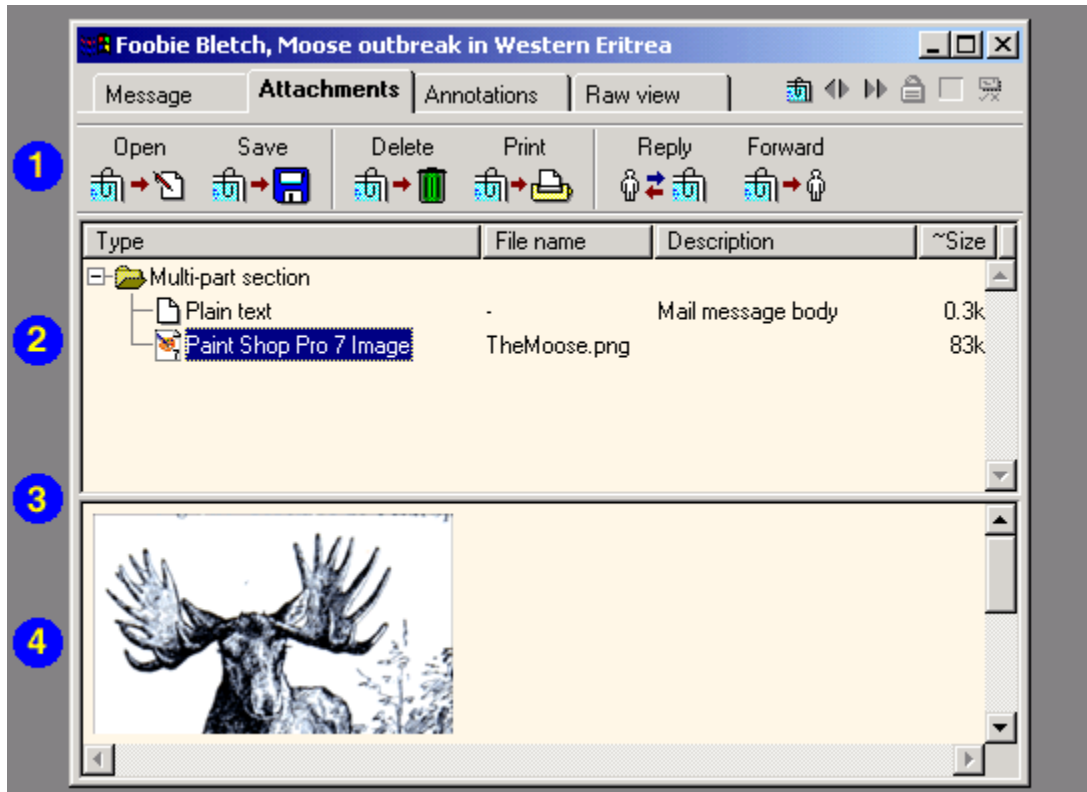 Foobie Bletch, Moose outbreak in Western Eritrea
Message Attachments Annotations Raw view
1
Open Save Delete Print Reply Forward
Type File name Description ~Size
Multi-part section
Plain text - Mail message body 0.3k
2
Paint Shop Pro 7 Image TheMoose.png 83k
3
4